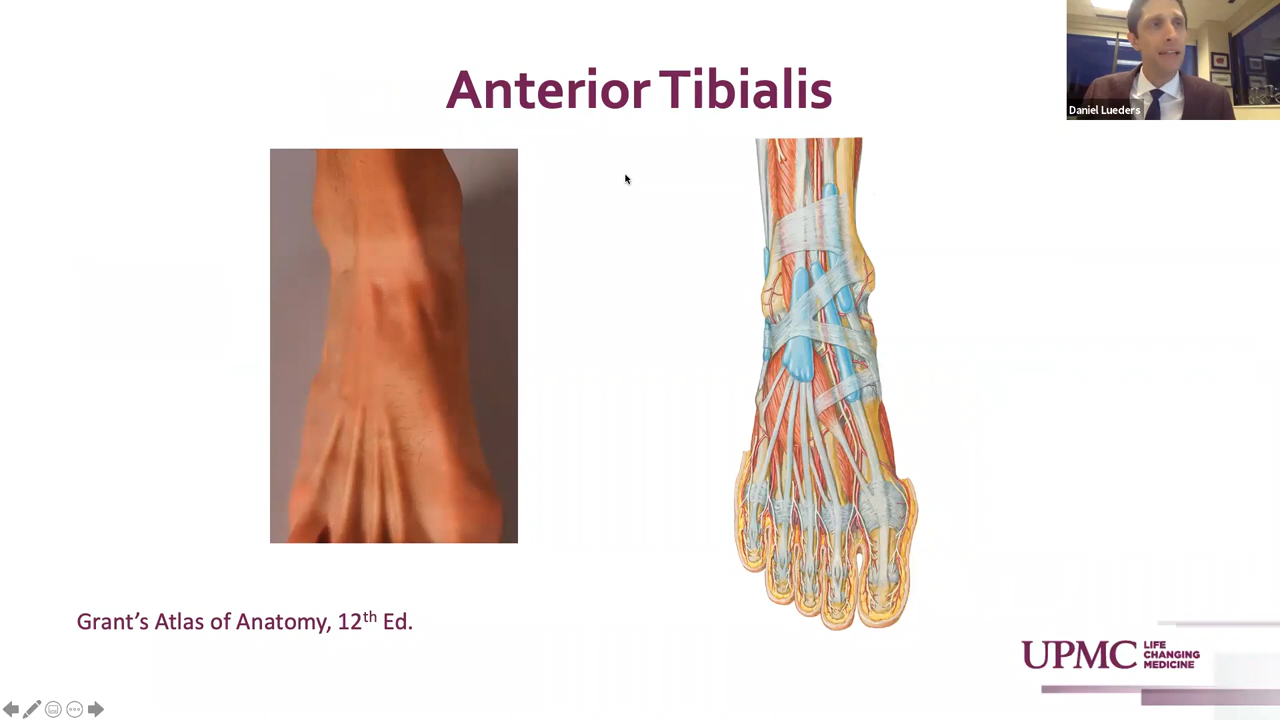 Anterior Tibialis
Daniel Lueders
Grant's Atlas of Anatomy, 12th Ed.
UPMC
LIFE
CHANGING
MEDICINE